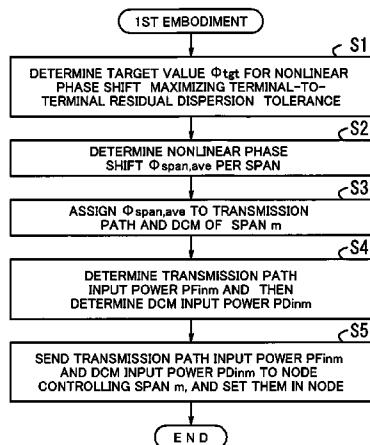 1ST EMBODIMENT
S1
DETERMINE TARGET VALUE Φtgt FOR NONLINEAR
PHASE SHIFT MAXIMIZING TERMINAL-TO-
TERMINAL RESIDUAL DISPERSION TOLERANCE
S2
DETERMINE NONLINEAR PHASE
SHIFT Φspan,ave PER SPAN
S3
ASSIGN Φspan,ave TO TRANSMISSION
PATH AND DCM OF SPAN m
S4
DETERMINE TRANSMISSION PATH
INPUT POWER PFinm AND THEN
DETERMINE DCM INPUT POWER PDinm
S5
SEND TRANSMISSION PATH INPUT POWER PFinm
AND DCM INPUT POWER PDinm TO NODE
CONTROLLING SPAN m, AND SET THEM IN NODE
END